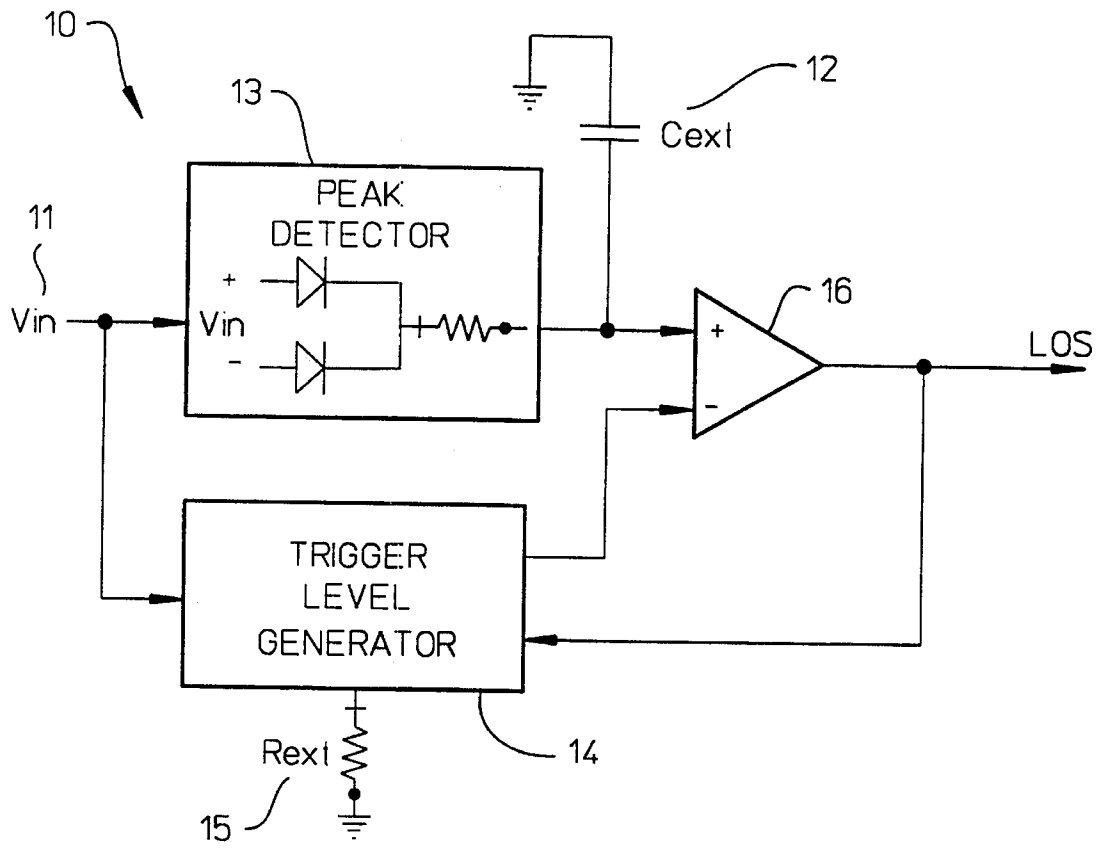 10
12
13
Cext
PEAK
DETECTOR
11
+
Vin
Vin
-
16
+
-
LOS
TRIGGER
LEVEL
GENERATOR
Rext
14
15